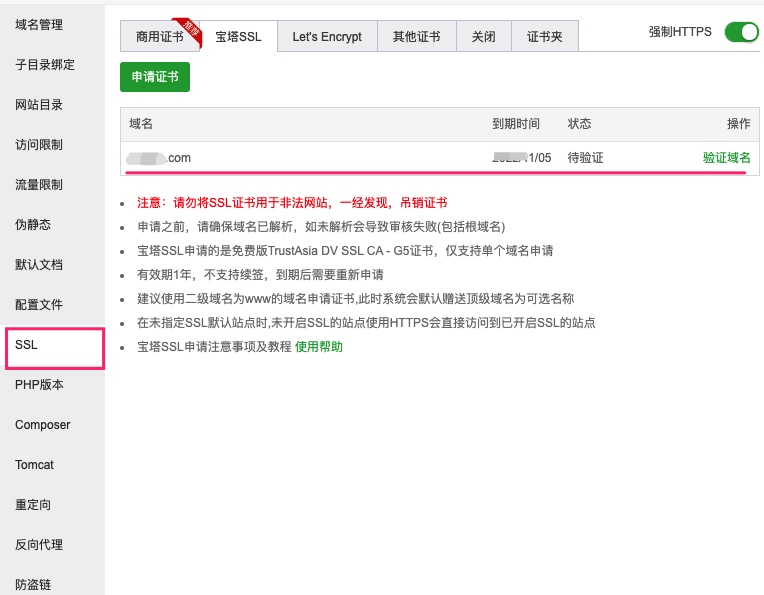 域名管理
子目录绑定
网站目录
访问限制
流量限制
伪静态
默认文档
配置文件
SSL
PHP版本
Composer
Tomcat
重定向
反向代理
防盗链
商用证书 推荐
宝塔SSL
Let's Encrypt
其他证书
关闭
证书夹
强制HTTPS
申请证书
域名 到期时间 状态 操作
.com 11/05 待验证 验证域名
注意：请勿将SSL证书用于非法网站，一经发现，吊销证书
申请之前，请确保域名已解析，如未解析会导致审核失败(包括根域名)
宝塔SSL申请的是免费版TrustAsia DV SSL CA - G5证书，仅支持单个域名申请
有效期1年，不支持续签，到期后需要重新申请
建议使用二级域名为www的域名申请证书,此时系统会默认赠送顶级域名为可选名称
在未指定SSL默认站点时,未开启SSL的站点使用HTTPS会直接访问到已开启SSL的站点
宝塔SSL申请注意事项及教程 使用帮助